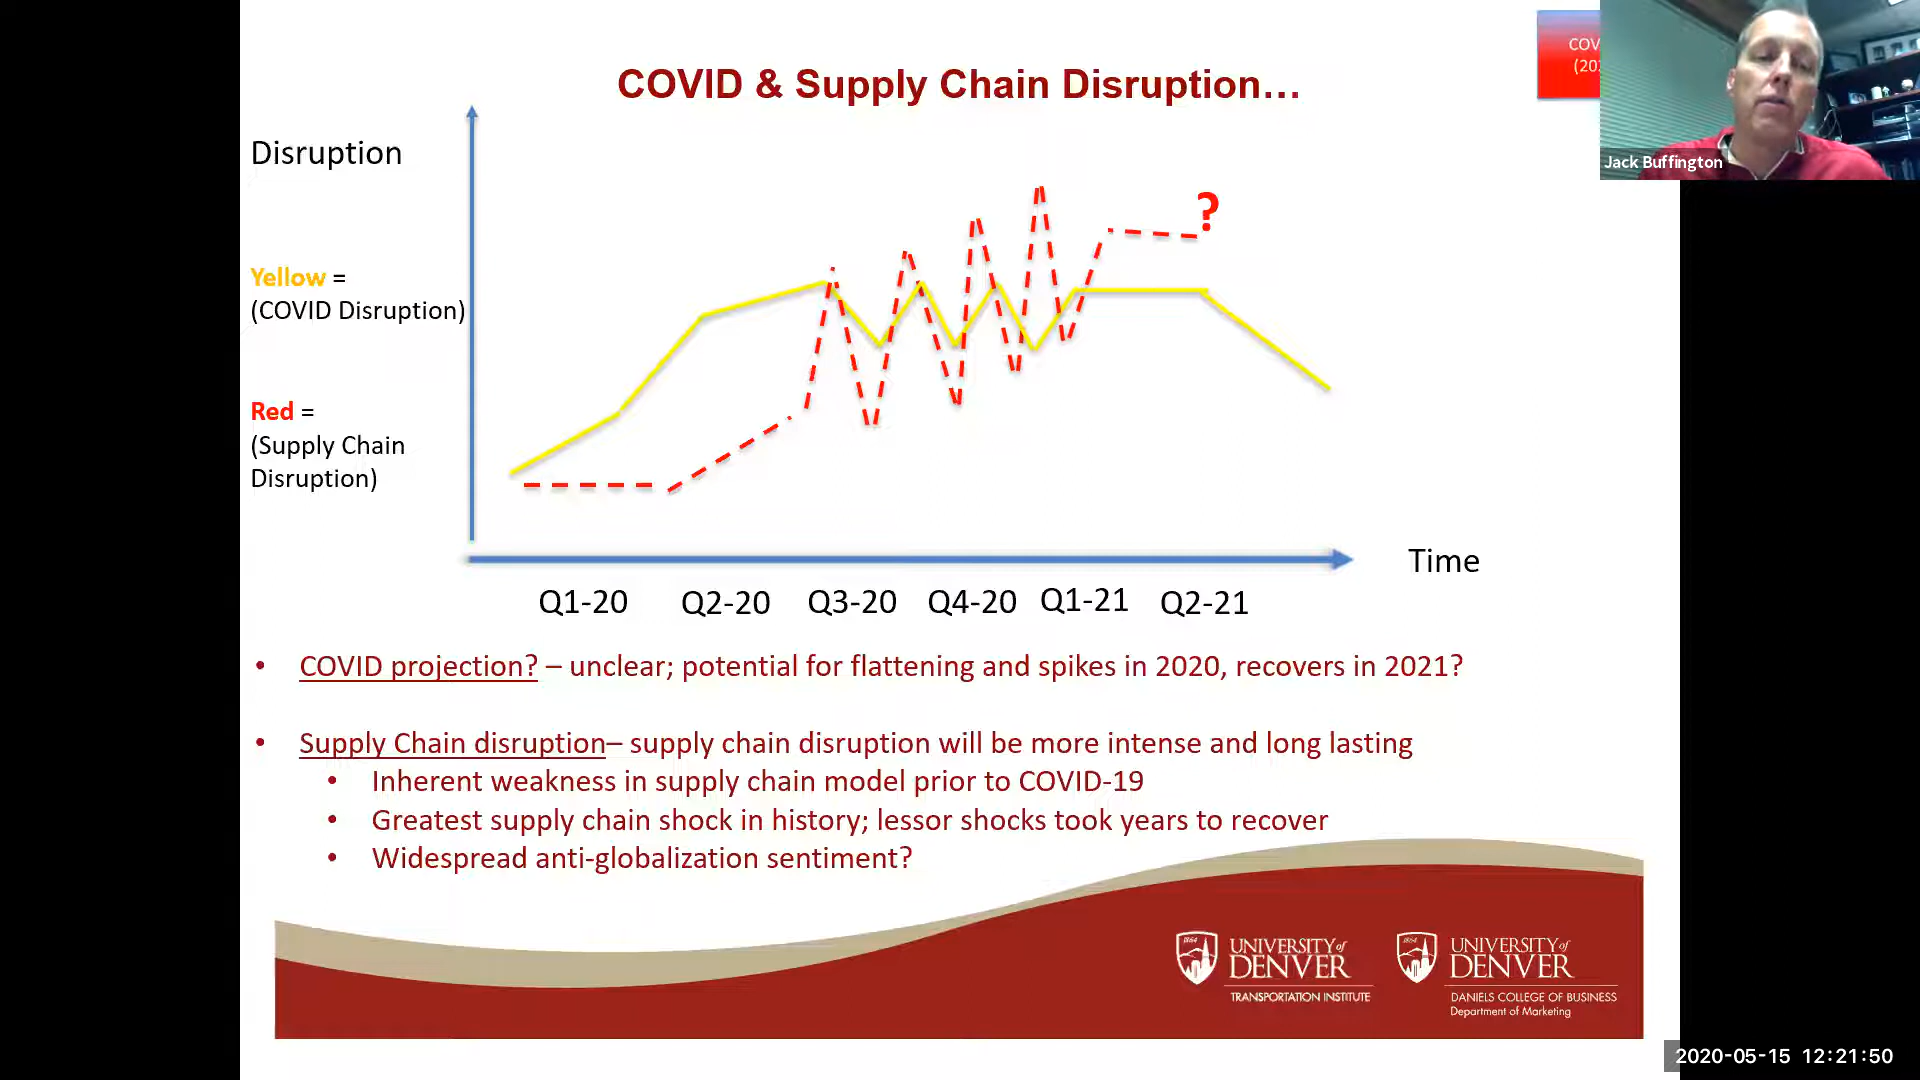 COVID & Supply Chain Disruption…
Jack Buffington
Disruption
Yellow =
(COVID Disruption)
Red =
(Supply Chain
Disruption)
?
Time
Q1-20 Q2-20 Q3-20 Q4-20 Q1-21 Q2-21
• COVID projection? – unclear; potential for flattening and spikes in 2020, recovers in 2021?
• Supply Chain disruption– supply chain disruption will be more intense and long lasting
• Inherent weakness in supply chain model prior to COVID-19
• Greatest supply chain shock in history; lessor shocks took years to recover
• Widespread anti-globalization sentiment?
1864
UNIVERSITY of
DENVER
TRANSPORTATION INSTITUTE
1864
UNIVERSITY of
DENVER
DANIELS COLLEGE OF BUSINESS
Department of Marketing
2020-05-15 12:21:50